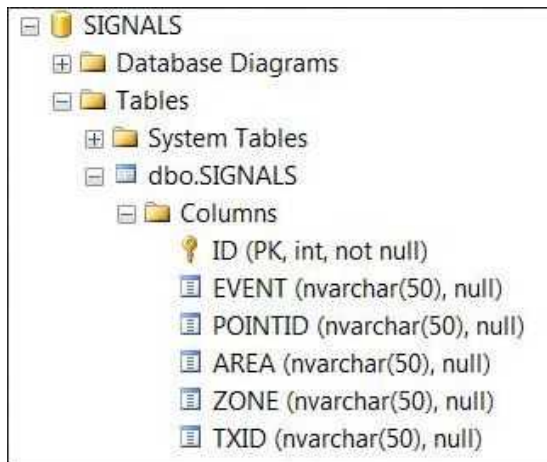 SIGNALS
Database Diagrams
Tables
System Tables
dbo.SIGNALS
Columns
ID (PK, int, not null)
EVENT (nvarchar(50), null)
POINTID (nvarchar(50), null)
AREA (nvarchar(50), null)
ZONE (nvarchar(50), null)
TXID (nvarchar(50), null)